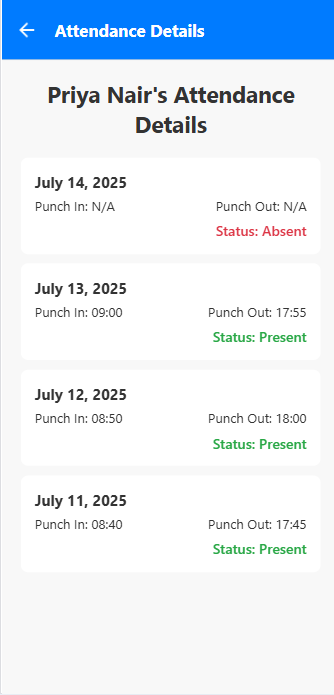 Attendance Details
Priya Nair's Attendance
Details
July 14, 2025
Punch In: N/A Punch Out: N/A
Status: Absent
July 13, 2025
Punch In: 09:00 Punch Out: 17:55
Status: Present
July 12, 2025
Punch In: 08:50 Punch Out: 18:00
Status: Present
July 11, 2025
Punch In: 08:40 Punch Out: 17:45
Status: Present